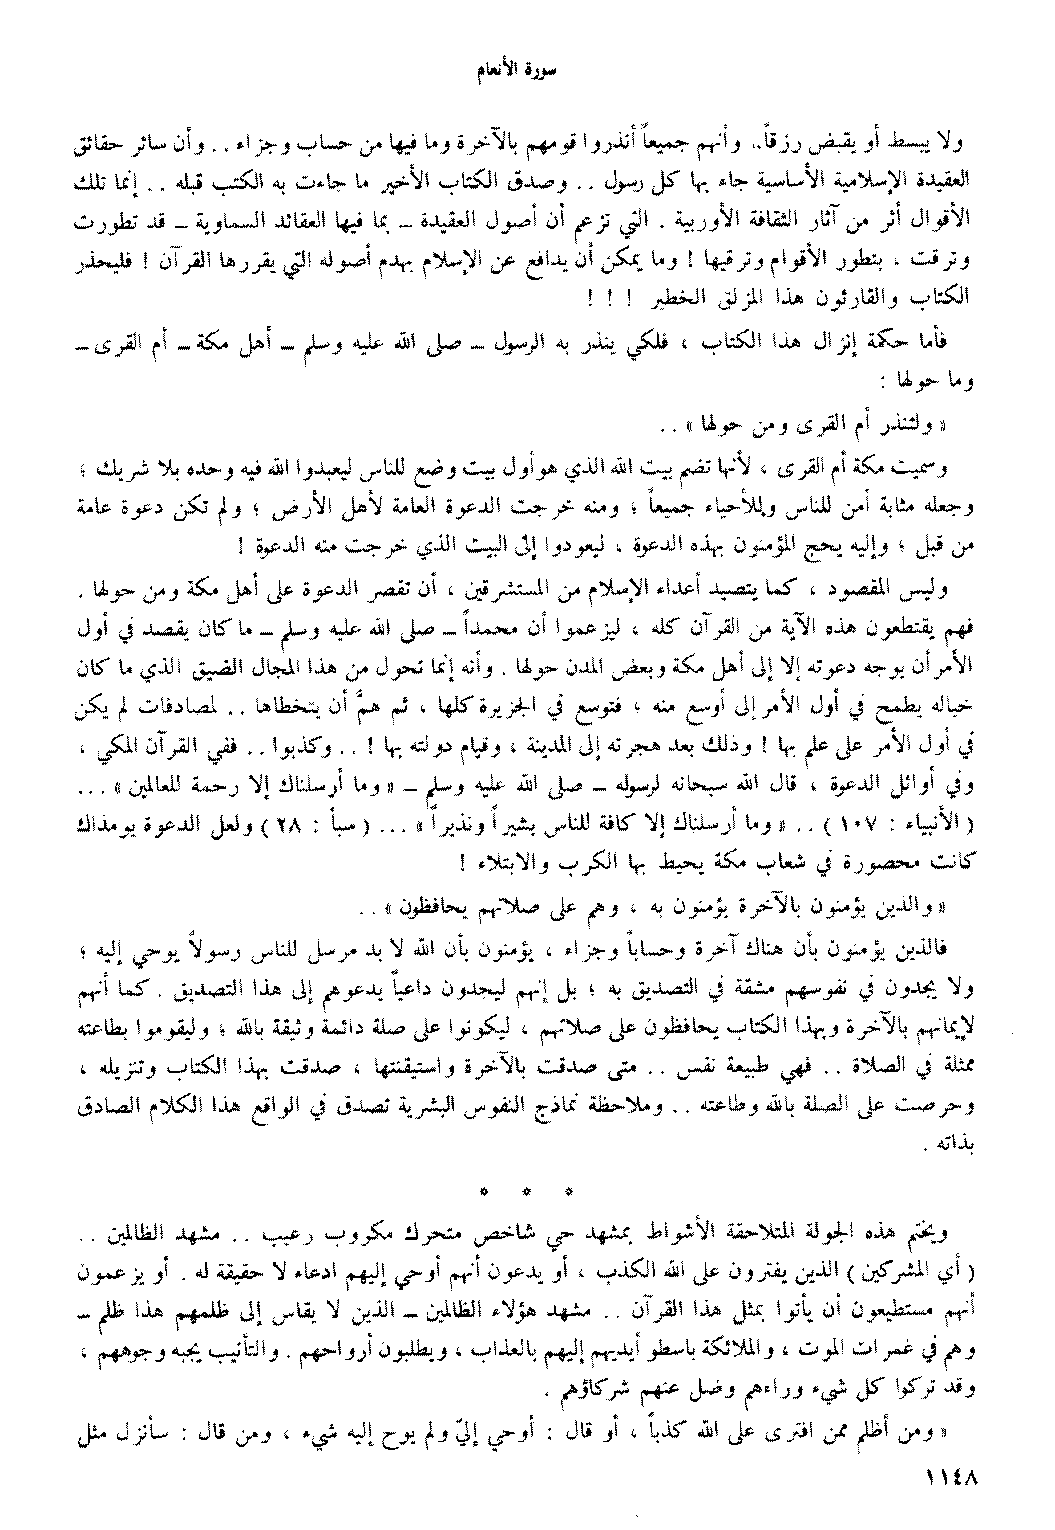 سورة الأنعام
ولا يبسط أو يقبض رزقاً.. وأنهم جميعاً أنذروا قومهم بالآخرة وما فيها من حساب وجزاء .. وأن سائر حقائق
العقيدة الإسلامية الأساسية جاء بها كل رسول .. وصدق الكتاب الأخير ما جاءت به الكتب قبله .. إنما تلك
الأقوال أثر من آثار الثقافة الأوربية . التي تزعم أن أصول العقيدة – بما فيها العقائد السماوية – قد تطورت
وترقت ، بتطور الأقوام وترقيها ! وما يمكن أن يدافع عن الإسلام بهدم أصوله التي يقررها القرآن ! فليحذر
الكتاب والقارئون هذا المزلق الخطير ! ! !
فأما حكمة إنزال هذا الكتاب ، فلكي ينذر به الرسول – صلى الله عليه وسلم – أهل مكة – أم القرى –
وما حولها :
« ولتنذر أم القرى ومن حولها » ..
وسميت مكة أم القرى ، لأنها تضم بيت الله الذي هو أول بيت وضع للناس ليعبدوا الله فيه وحده بلا شريك ؛
وجعله مثابة أمن للناس وللأحياء جميعاً ؛ ومنه خرجت الدعوة العامة لأهل الأرض ؛ ولم تكن دعوة عامة
من قبل ؛ وإليه يحج المؤمنون بهذه الدعوة ، ليعودوا إلى البيت الذي خرجت منه الدعوة !
وليس المقصود ، كما يتصيد أعداء الإسلام من المستشرقين ، أن تقصر الدعوة على أهل مكة ومن حولها .
فهم يقتطعون هذه الآية من القرآن كله ، ليزعموا أن محمداً – صلى الله عليه وسلم – ما كان يقصد في أول
الأمر أن يوجه دعوته إلا إلى أهل مكة وبعض المدن حولها . وأنه إنما تحول من هذا المجال الضيق الذي ما كان
خياله يطمح في أول الأمر إلى أوسع منه ؛ فتوسع في الجزيرة كلها ، ثم همَّ أن يتخطاها .. لمصادفات لم يكن
في أول الأمر على علم بها ! وذلك بعد هجرته إلى المدينة ، وقيام دولته بها ! .. وكذبوا .. ففي القرآن المكي ،
وفي أوائل الدعوة ، قال الله سبحانه لرسوله – صلى الله عليه وسلم – « وما أرسلناك إلا رحمة للعالمين » ...
( الأنبياء : ١٠٧ ) .. « وما أرسلناك إلا كافة للناس بشيراً ونذيراً » ... ( سبأ : ٢٨ ) ولعل الدعوة يومذاك
كانت محصورة في شعاب مكة يحيط بها الكرب والابتلاء !
« والذين يؤمنون بالآخرة يؤمنون به ، وهم على صلاتهم يحافظون » ..
فالذين يؤمنون بأن هناك آخرة وحساباً وجزاء ، يؤمنون بأن الله لا بد مرسل للناس رسولاً يوحي إليه ؛
ولا يجدون في نفوسهم مشقة في التصديق به ؛ بل إنهم ليجدون داعياً يدعوهم إلى هذا التصديق . كما أنهم
لإيمانهم بالآخرة وبهذا الكتاب يحافظون على صلاتهم ، ليكونوا على صلة دائمة وثيقة بالله ؛ وليقوموا بطاعته
ممثلة في الصلاة .. فهي طبيعة نفس .. متى صدقت بالآخرة واستيقنتها ، صدقت بهذا الكتاب وتنزيله ،
وحرصت على الصلة بالله وطاعته .. وملاحظة نماذج النفوس البشرية تصدق في الواقع هذا الكلام الصادق
بذاته .
* * *
ويختم هذه الجولة المتلاحقة الأشواط بمشهد حي شاخص متحرك مكروب رعيب .. مشهد الظالمين ..
( أي المشركين ) الذين يفترون على الله الكذب ، أو يدعون أنهم أوحي إليهم ادعاء لا حقيقة له . أو يزعمون
أنهم مستطيعون أن يأتوا بمثل هذا القرآن .. مشهد هؤلاء الظالمين – الذين لا يقاس إلى ظلمهم هذا ظلم –
وهم في غمرات الموت ، والملائكة باسطو أيديهم إليهم بالعذاب ، ويطلبون أرواحهم . والتأنيب يجبه وجوههم ،
وقد تركوا كل شيء وراءهم وضل عنهم شركاؤهم .
« ومن أظلم ممن افترى على الله كذباً ، أو قال : أوحي إليّ ولم يوح إليه شيء ، ومن قال : سأنزل مثل
١١٤٨